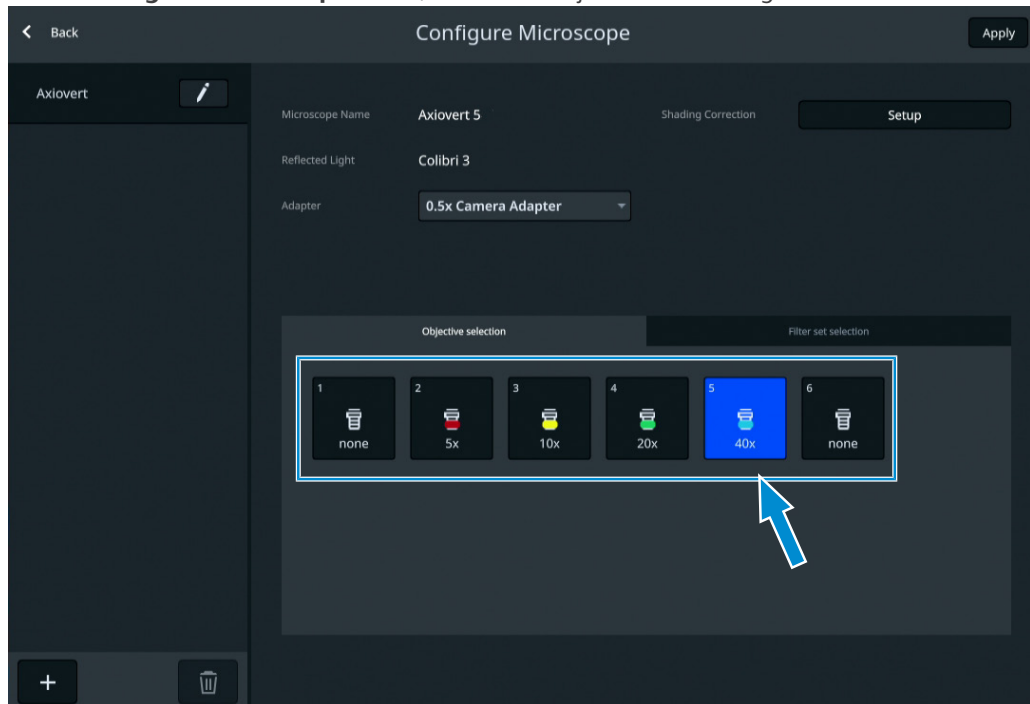 Back
Configure Microscope
Apply
Axiovert
Microscope Name
Axiovert 5
Shading Correction
Setup
Reflected Light
Colibri 3
Adapter
0.5x Camera Adapter
Objective selection
Filter set selection
1
none
2
5x
3
10x
4
20x
5
40x
6
none
+